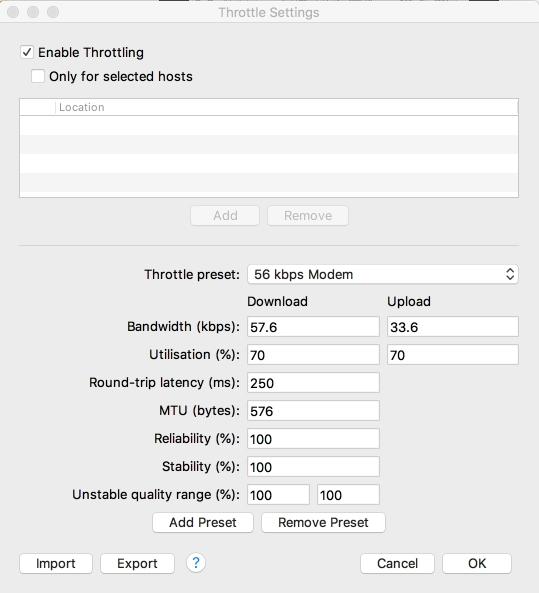 Throttle Settings
Enable Throttling
Only for selected hosts
Location
Add Remove
Throttle preset: 56 kbps Modem
Download Upload
Bandwidth (kbps): 57.6 33.6
Utilisation (%): 70 70
Round-trip latency (ms): 250
MTU (bytes): 576
Reliability (%): 100
Stability (%): 100
Unstable quality range (%): 100 100
Add Preset Remove Preset
Import Export ? Cancel OK